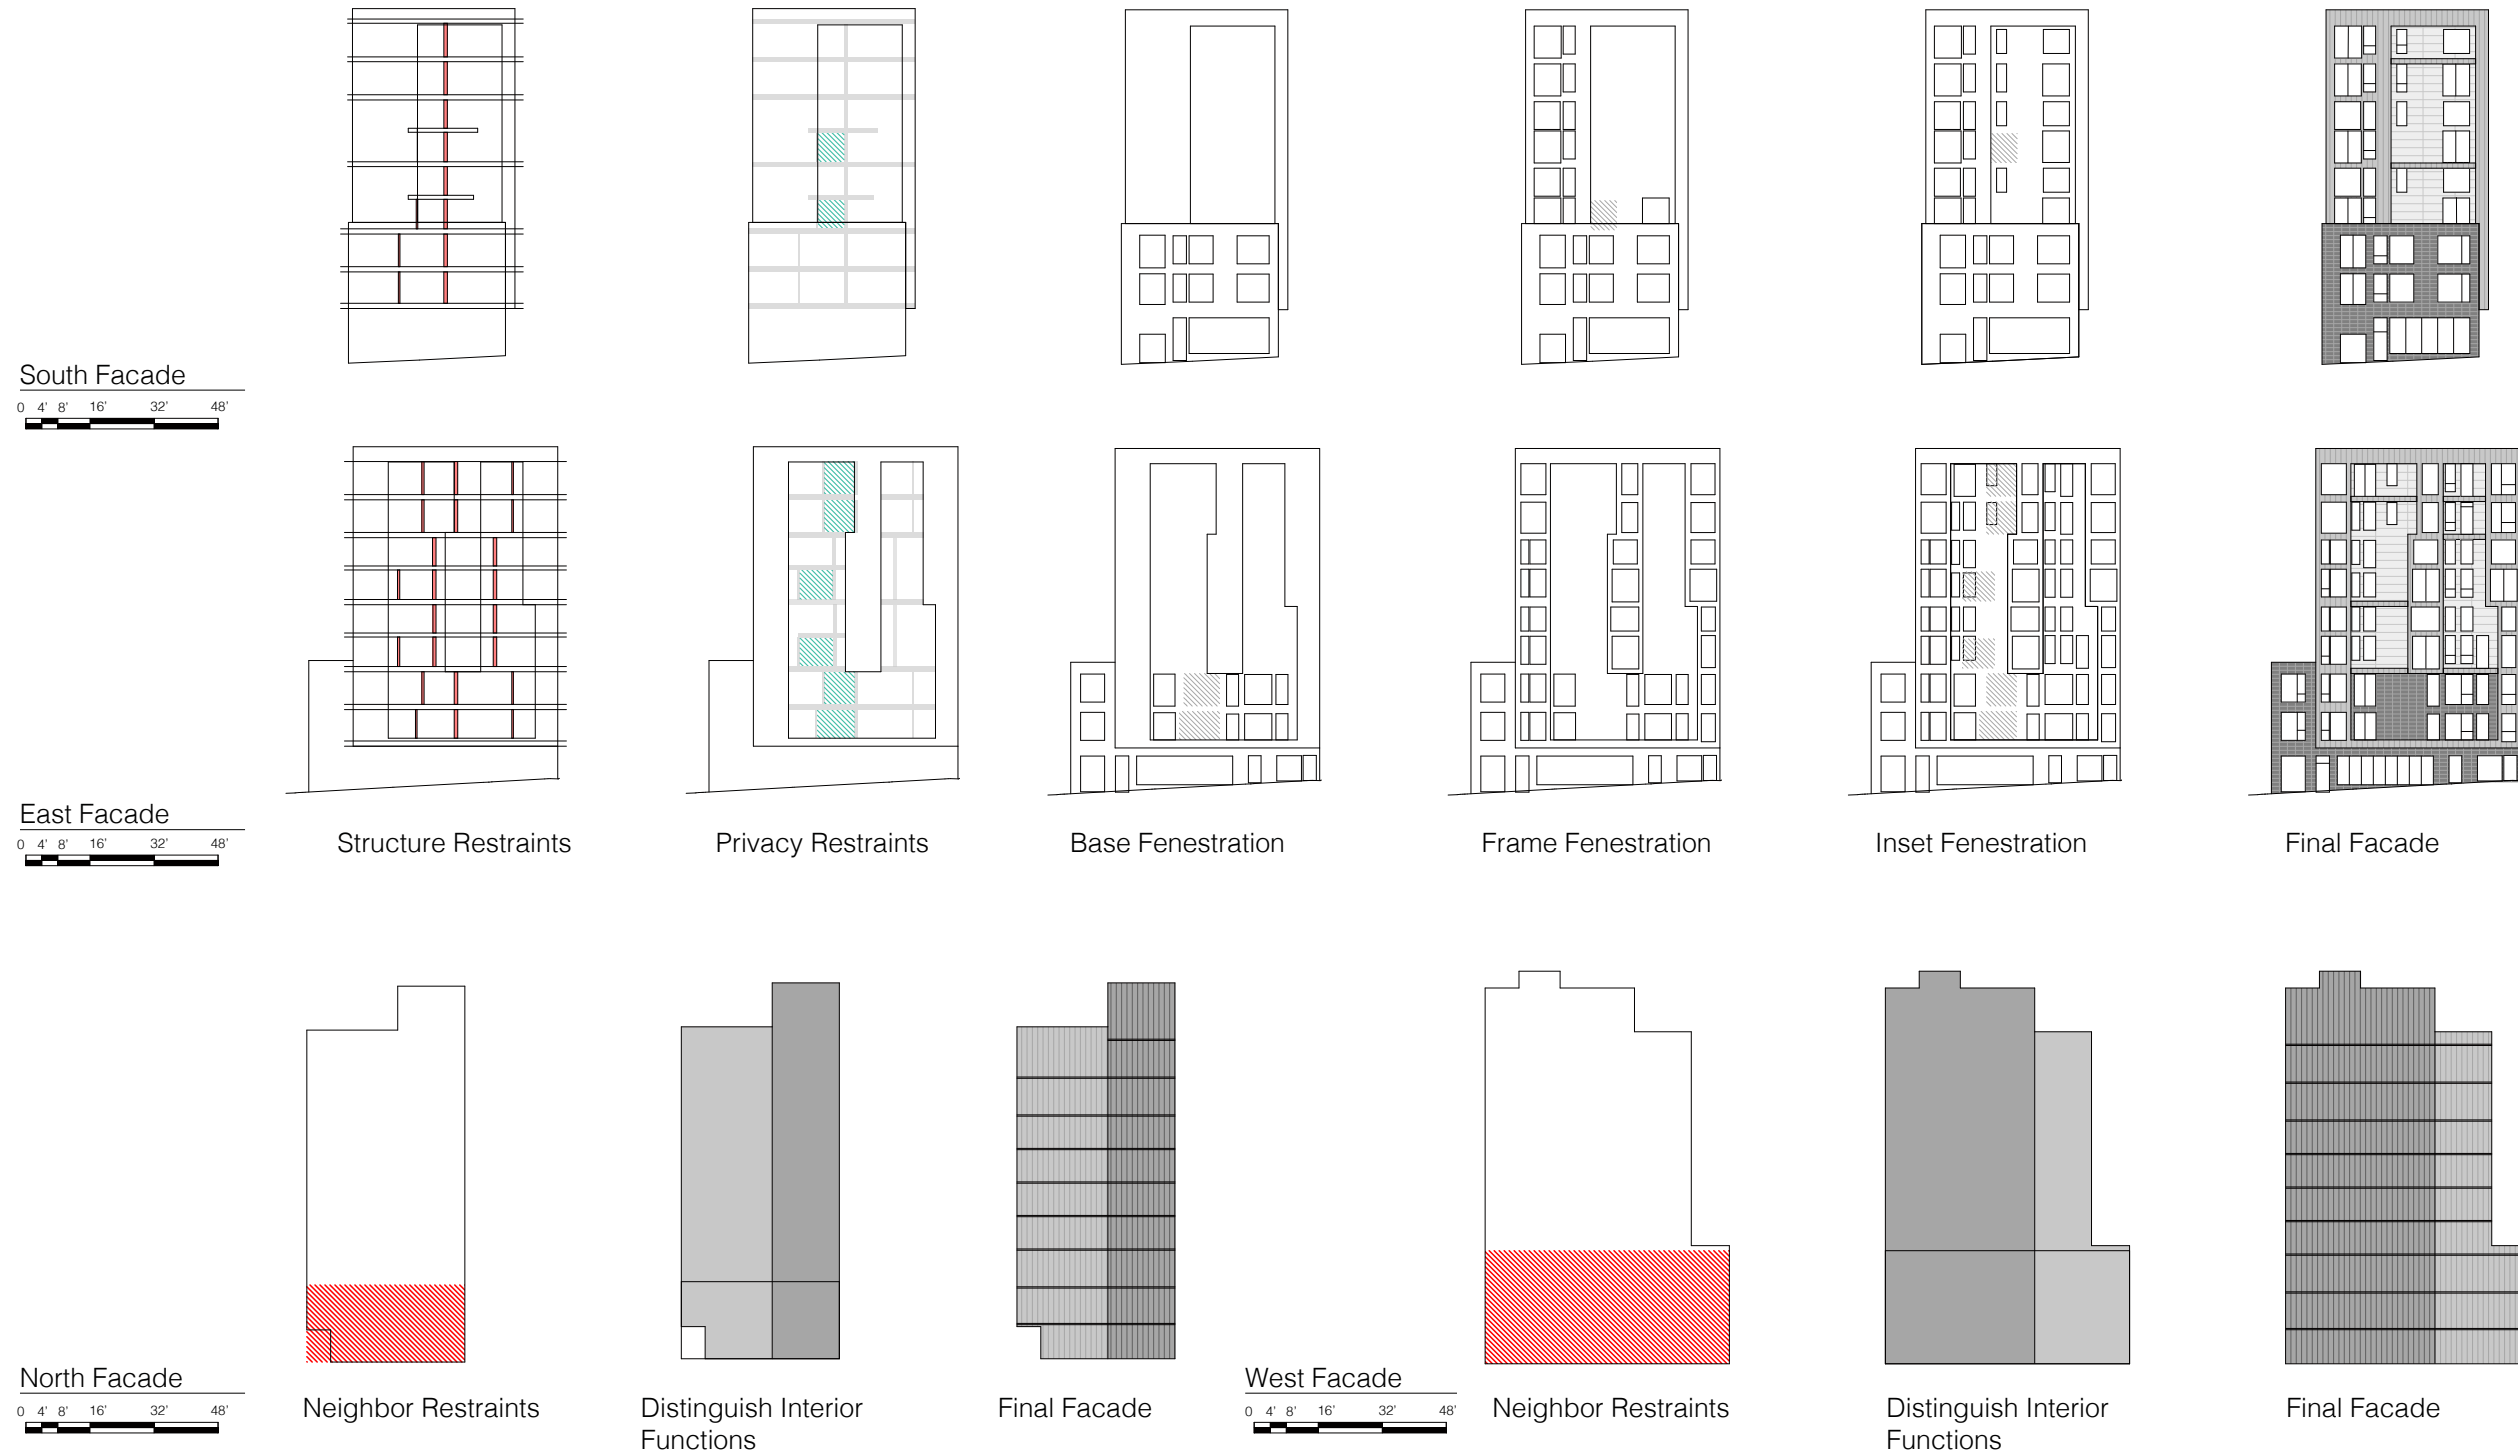 South Facade
0 4' 8' 16' 32' 48'
East Facade
0 4' 8' 16' 32' 48'
Structure Restraints
Privacy Restraints
Base Fenestration
Frame Fenestration
Inset Fenestration
Final Facade
North Facade
0 4' 8' 16' 32' 48'
Neighbor Restraints
Distinguish Interior
Functions
Final Facade
West Facade
0 4' 8' 16' 32' 48'
Neighbor Restraints
Distinguish Interior
Functions
Final Facade